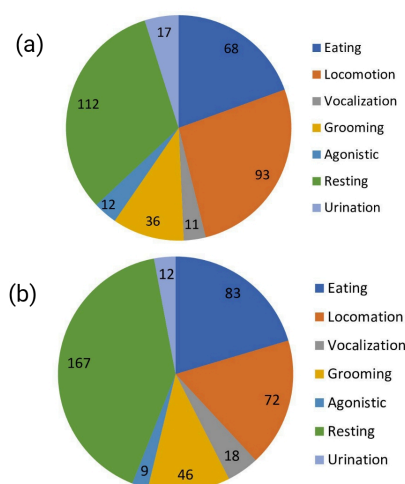 (a)
17
68
112
93
12
36
11
Eating
Locomotion
Vocalization
Grooming
Agonistic
Resting
Urination
(b)
12
83
167
72
9
46
18
Eating
Locomation
Vocalization
Grooming
Agonistic
Resting
Urination